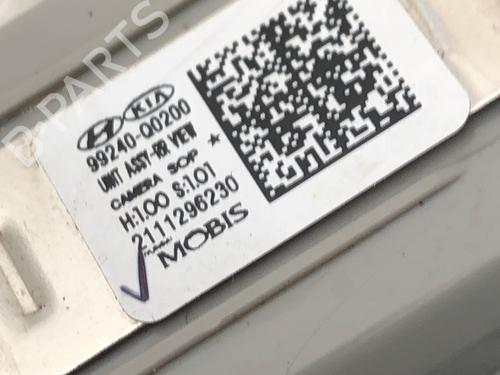 B-PARTS
KIA
99240-Q0200
UNIT ASSY-RR VIEW
CAMERA SOP *
H:1.00 S:1.01
2111296230
MOBIS